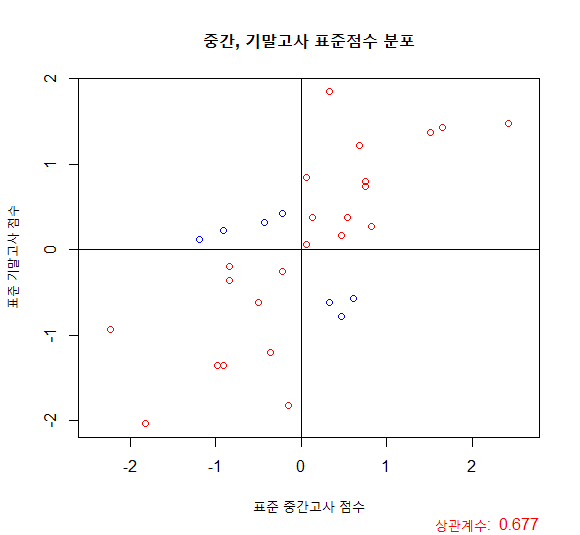 중간, 기말고사 표준점수 분포
표준 기말고사 점수
2
1
0
-1
-2
-2 -1 0 1 2
표준 중간고사 점수
상관계수: 0.677